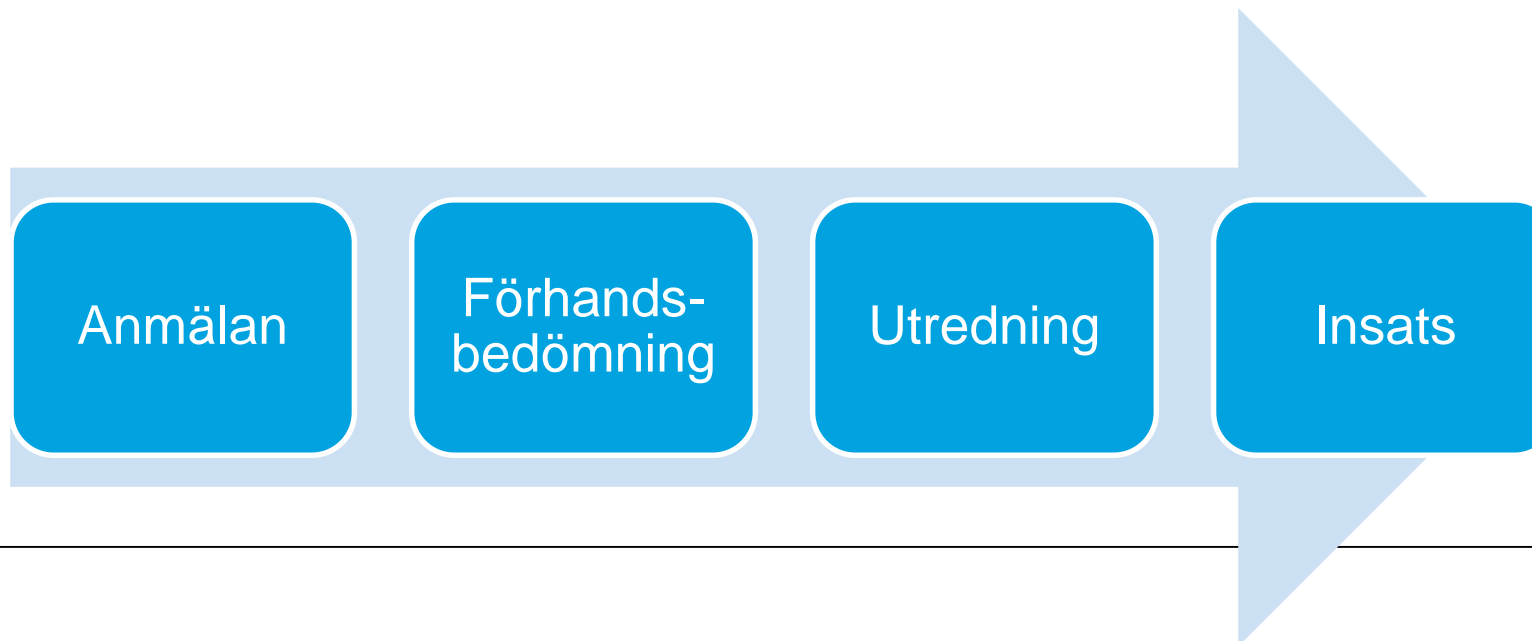 Anmälan
Förhands-
bedömning
Utredning
Insats